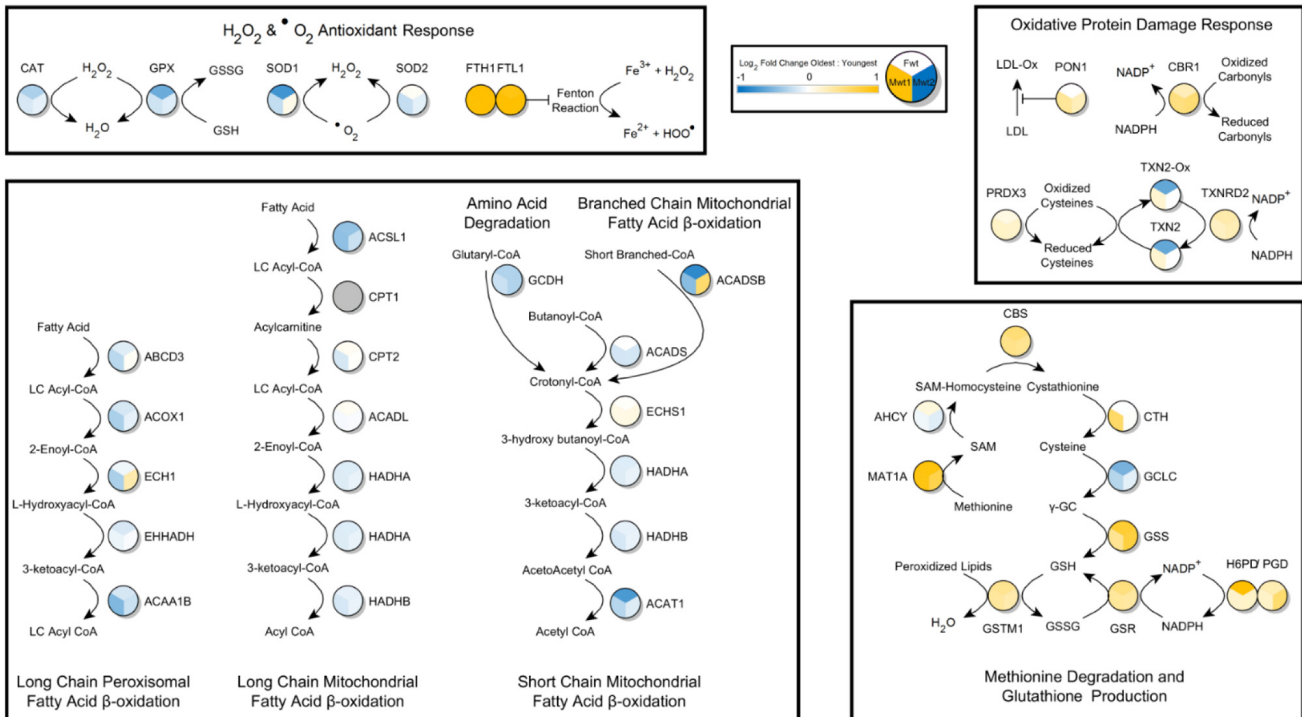 H2O2 & • O2 Antioxidant Response
CAT
H2O2
H2O
GPX
GSSG
GSH
SOD1
H2O2
• O2
SOD2
FTH1 FTL1
Fenton
Reaction
Fe3+ + H2O2
Fe2+ + HOO•
Log2 Fold Change Oldest : Youngest
-1 0 1
Fwt
Mwt1
Mwt2
Oxidative Protein Damage Response
LDL-Ox
LDL
PON1
NADP+
NADPH
CBR1
Oxidized
Carbonyls
Reduced
Carbonyls
PRDX3
Oxidized
Cysteines
Reduced
Cysteines
TXN2-Ox
TXN2
TXNRD2
NADP+
NADPH
Fatty Acid
ABCD3
LC Acyl-CoA
ACOX1
2-Enoyl-CoA
ECH1
L-Hydroxyacyl-CoA
EHHADH
3-ketoacyl-CoA
ACAA1B
LC Acyl CoA
Long Chain Peroxisomal
Fatty Acid β-oxidation
Fatty Acid
ACSL1
LC Acyl-CoA
CPT1
Acylcarnitine
CPT2
LC Acyl-CoA
ACADL
2-Enoyl-CoA
HADHA
L-Hydroxyacyl-CoA
HADHA
3-ketoacyl-CoA
HADHB
Acyl CoA
Long Chain Mitochondrial
Fatty Acid β-oxidation
Amino Acid
Degradation
Glutaryl-CoA
GCDH
Branched Chain Mitochondrial
Fatty Acid β-oxidation
Short Branched-CoA
ACADSB
Butanoyl-CoA
ACADS
Crotonyl-CoA
ECHS1
3-hydroxy butanoyl-CoA
HADHA
3-ketoacyl-CoA
HADHB
AcetoAcetyl CoA
ACAT1
Acetyl CoA
Short Chain Mitochondrial
Fatty Acid β-oxidation
CBS
SAM-Homocysteine
Cystathionine
AHCY
SAM
MAT1A
Methionine
CTH
Cysteine
GCLC
γ-GC
GSS
Peroxidized Lipids
GSH
NADP+
H6PD/ PGD
H2O
GSTM1
GSSG
GSR
NADPH
Methionine Degradation and
Glutathione Production